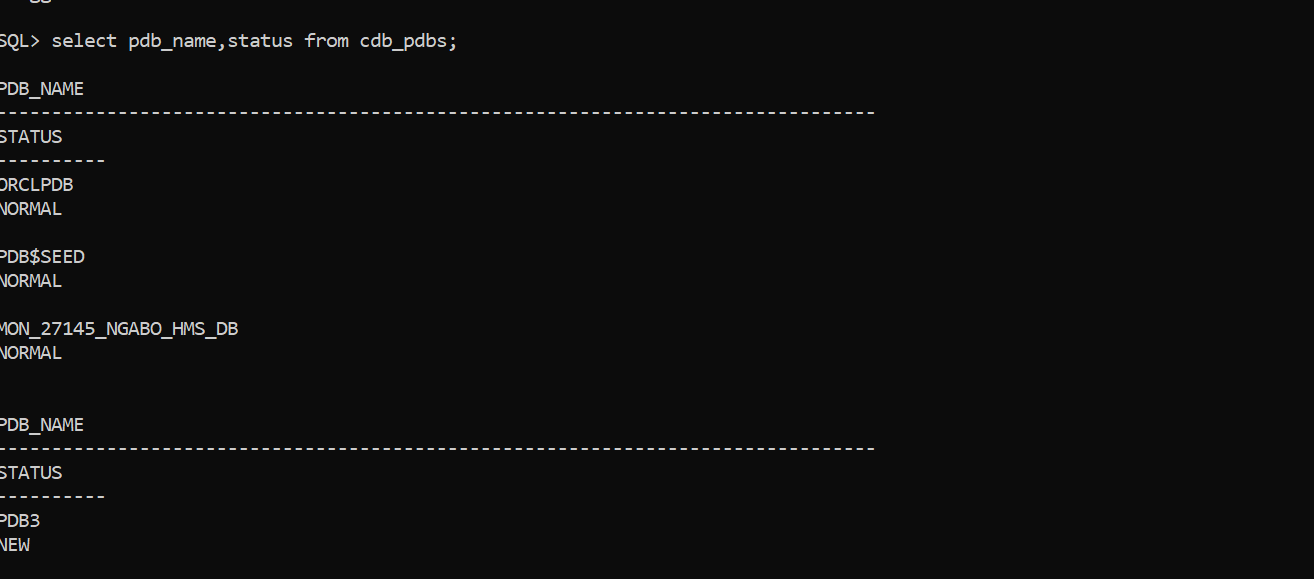 SQL> select pdb_name,status from cdb_pdbs;
PDB_NAME
--------------------------------------------------------------------------------
STATUS
----------
ORCLPDB
NORMAL
PDB$SEED
NORMAL
MON_27145_NGABO_HMS_DB
NORMAL
PDB_NAME
--------------------------------------------------------------------------------
STATUS
----------
PDB3
NEW